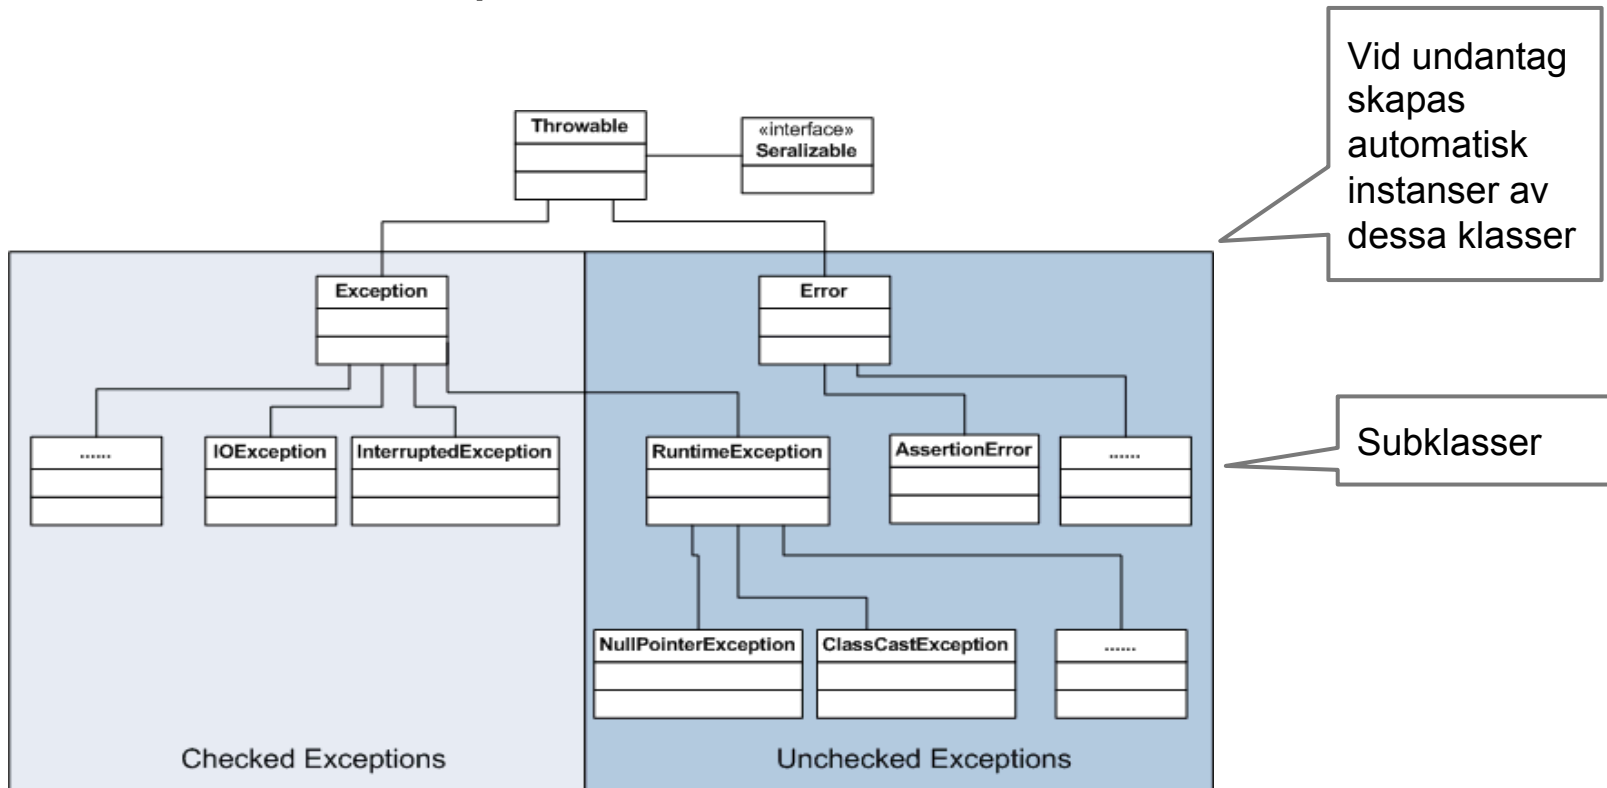 Vid undantag
skapas
automatisk
instanser av
dessa klasser
Throwable
«interface»
Seralizable
Exception
Error
Subklasser
......
IOException
InterruptedException
RuntimeException
AssertionError
......
NullPointerException
ClassCastException
......
Checked Exceptions
Unchecked Exceptions